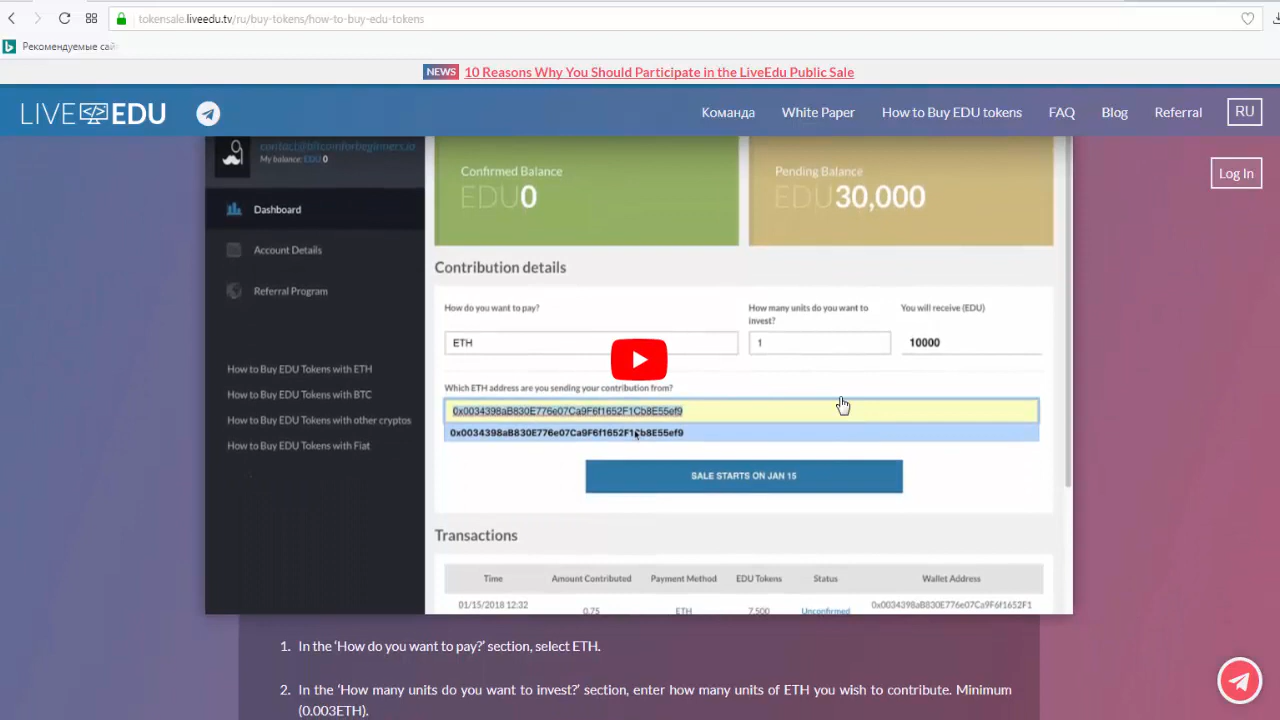 tokensale.liveedu.tv/ru/buy-tokens/how-to-buy-edu-tokens
Рекомендуемые сай
NEWS 10 Reasons Why You Should Participate in the LiveEdu Public Sale
LIVE EDU
Команда White Paper How to Buy EDU tokens FAQ Blog Referral RU
Log In
contact@bitcoinforbeginners.io
My balance: EDU 0
Dashboard
Account Details
Referral Program
How to Buy EDU Tokens with ETH
How to Buy EDU Tokens with BTC
How to Buy EDU Tokens with other cryptos
How to Buy EDU Tokens with Fiat
Confirmed Balance
EDU0
Pending Balance
EDU30,000
Contribution details
How do you want to pay?
ETH
How many units do you want to
invest?
1
You will receive (EDU)
10000
Which ETH address are you sending your contribution from?
0x0034398aB830E776e07Ca9F6f1652F1Cb8E55ef9
0x0034398aB830E776e07Ca9F6f1652F1Cb8E55ef9
SALE STARTS ON JAN 15
Transactions
Time Amount Contributed Payment Method EDU Tokens Status Wallet Address
01/15/2018 12:32 0.75 ETH 7,500 Unconfirmed 0x0034398aB830E776e07Ca9F6f1652F1
1. In the ‘How do you want to pay?’ section, select ETH.
2. In the ‘How many units do you want to invest?’ section, enter how many units of ETH you wish to contribute. Minimum
(0.003ETH).